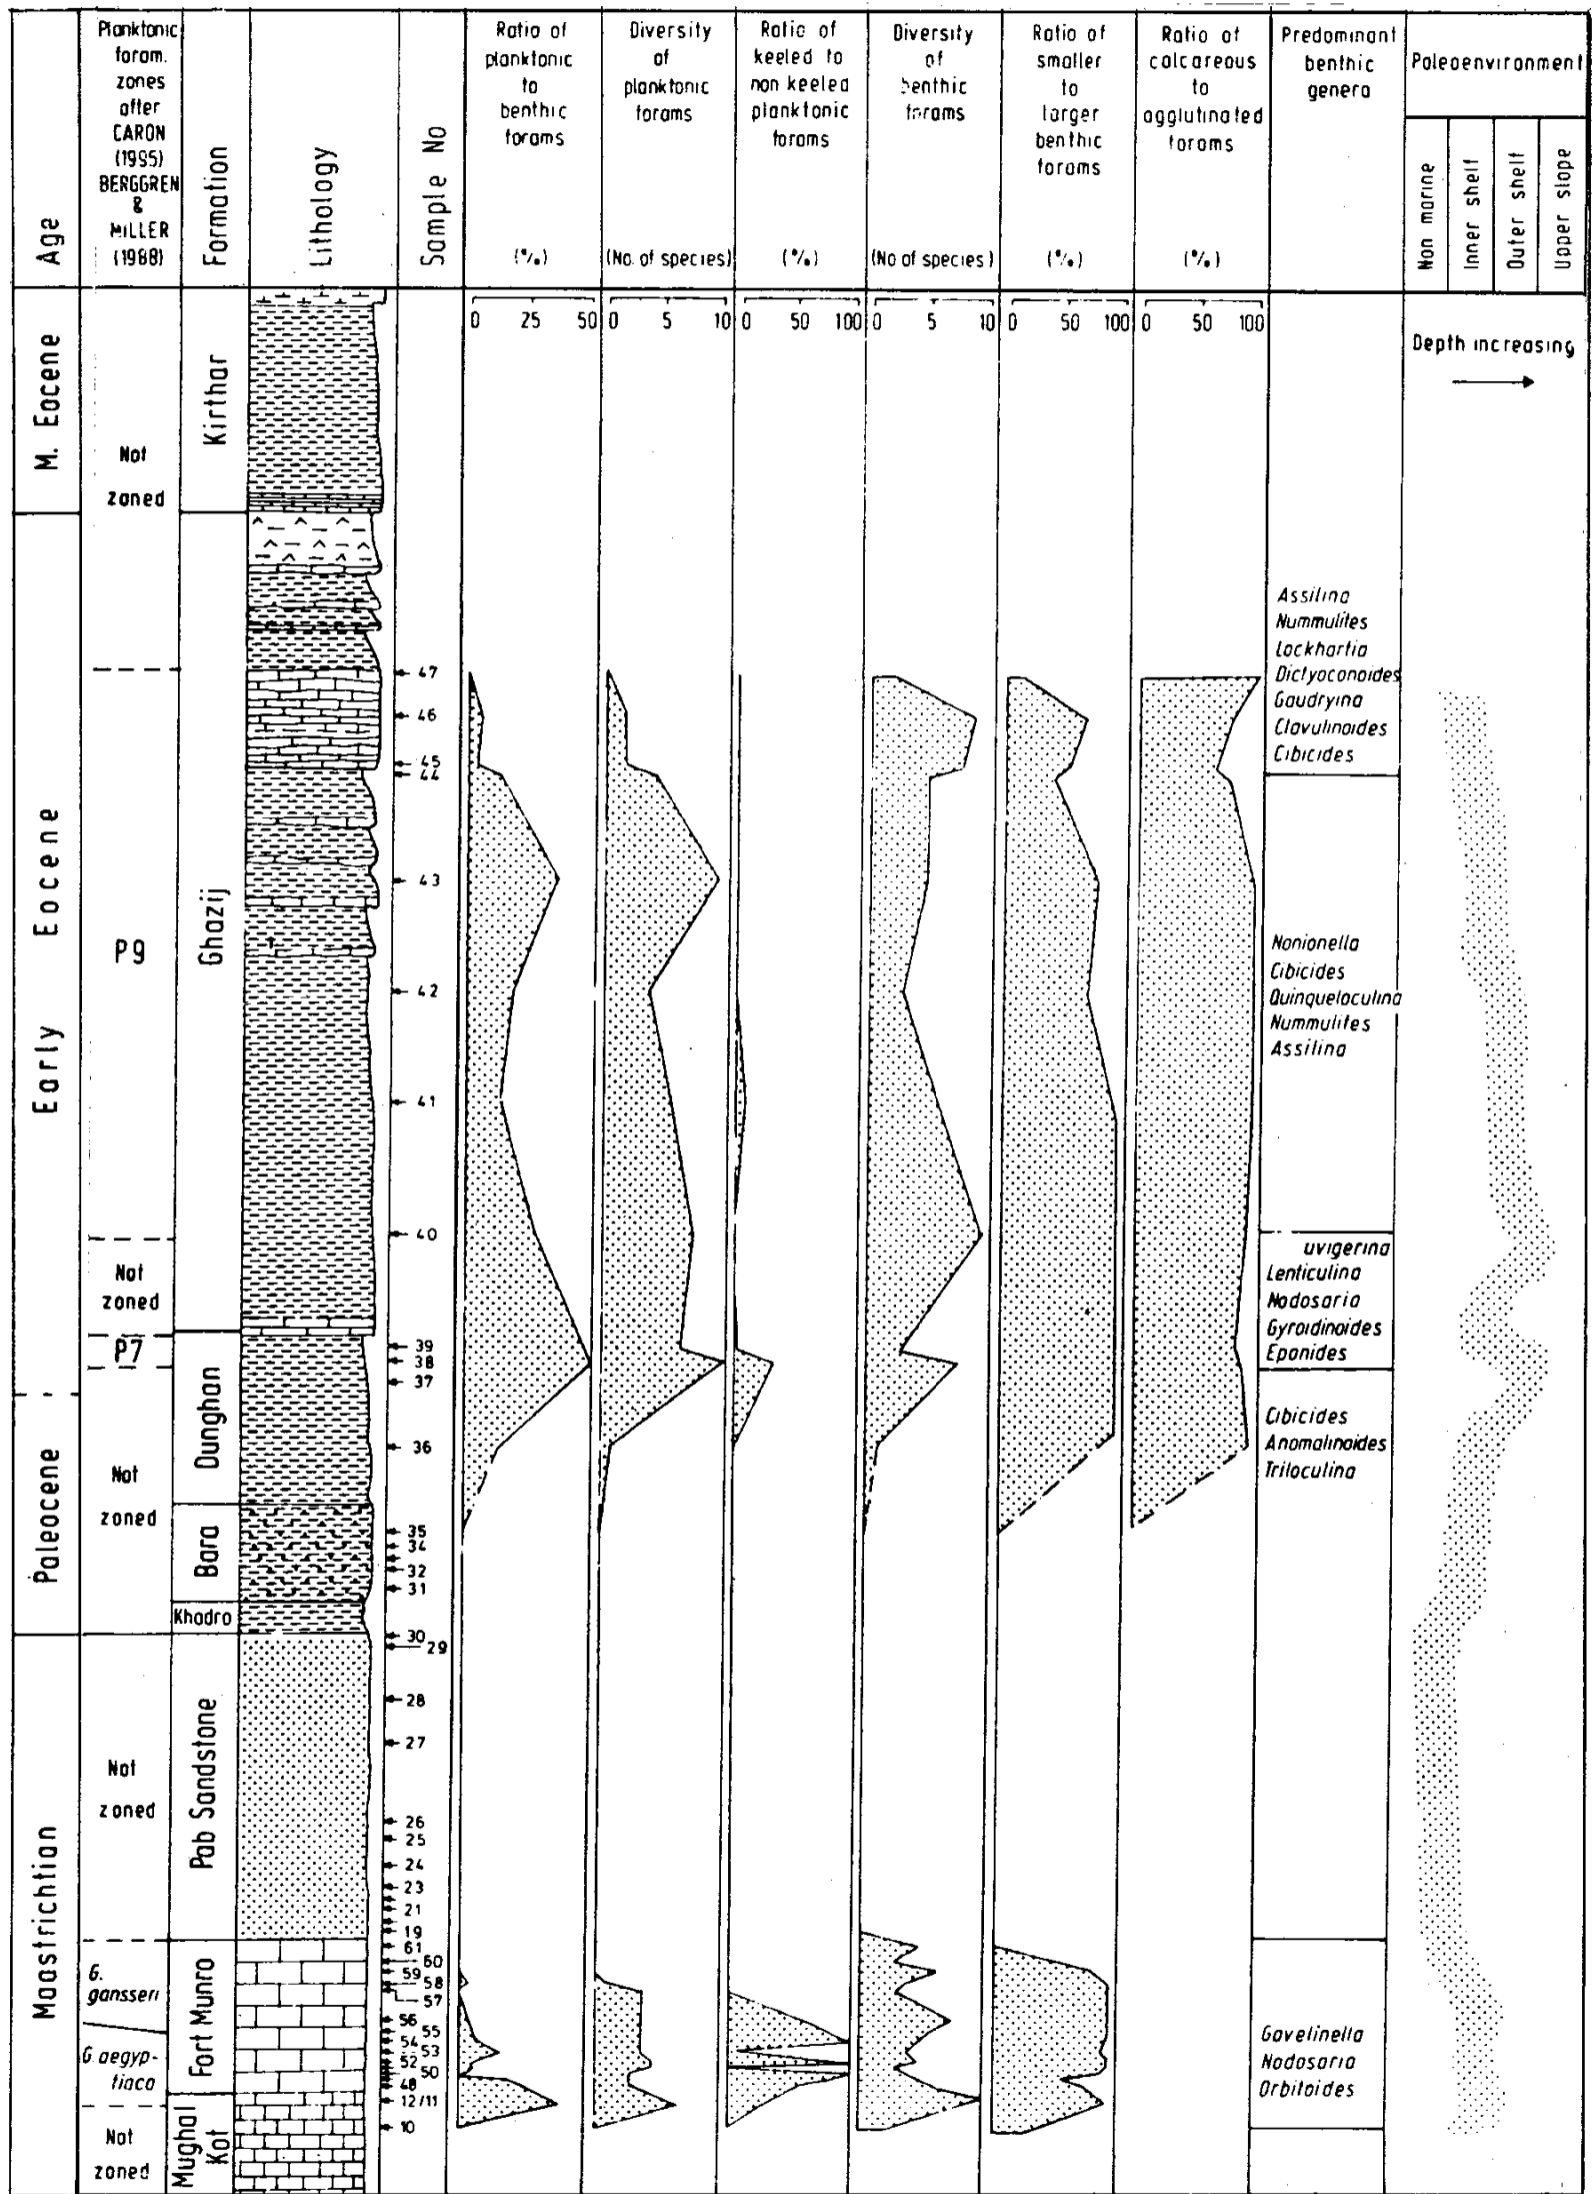 Age
Planktonic
foram.
zones
after
CARON
(1995)
BERGGREN
&
MILLER
(1988)
Formation
Lithology
Sample No
Ratio of
planktonic
to
benthic
forams
(%)
Diversity
of
planktonic
forams
(No. of species)
Ratio of
keeled to
non keeled
planktonic
forams
(%)
Diversity
of
benthic
forams
(No of species)
Ratio of
smaller
to
larger
benthic
forams
(%)
Ratio of
calcareous
to
agglutinated
forams
(%)
Predominant
benthic
genera
Paleoenvironment
Non marine
Inner shelf
Outer shelf
Upper slope
0 25 50
0 5 10
0 50 100
0 5 10
0 50 100
0 50 100
Depth increasing
M. Eocene
Early Eocene
Paleocene
Maastrichtian
Not
zoned
P9
Not
zoned
P7
Not
zoned
Not
zoned
G.
gansseri
G. aegyp-
tiaca
Not
zoned
Kirthar
Ghazij
Dunghan
Bara
Khadro
Pab Sandstone
Fort Munro
Mughal
Kot
47
46
45
44
43
42
41
40
39
38
37
36
35
34
32
31
30
29
28
27
26
25
24
23
21
19
61
60
59
58
57
56
55
54
53
52
50
48
12/11
10
Assilina
Nummulites
Lockhartia
Dictyoconoides
Gaudryina
Clavulinoides
Cibicides
Nonionella
Cibicides
Quinqueloculina
Nummulites
Assilina
uvigerina
Lenticulina
Nodosaria
Gyroidinoides
Eponides
Cibicides
Anomalinoides
Triloculina
Gavelinella
Nodosaria
Orbitoides